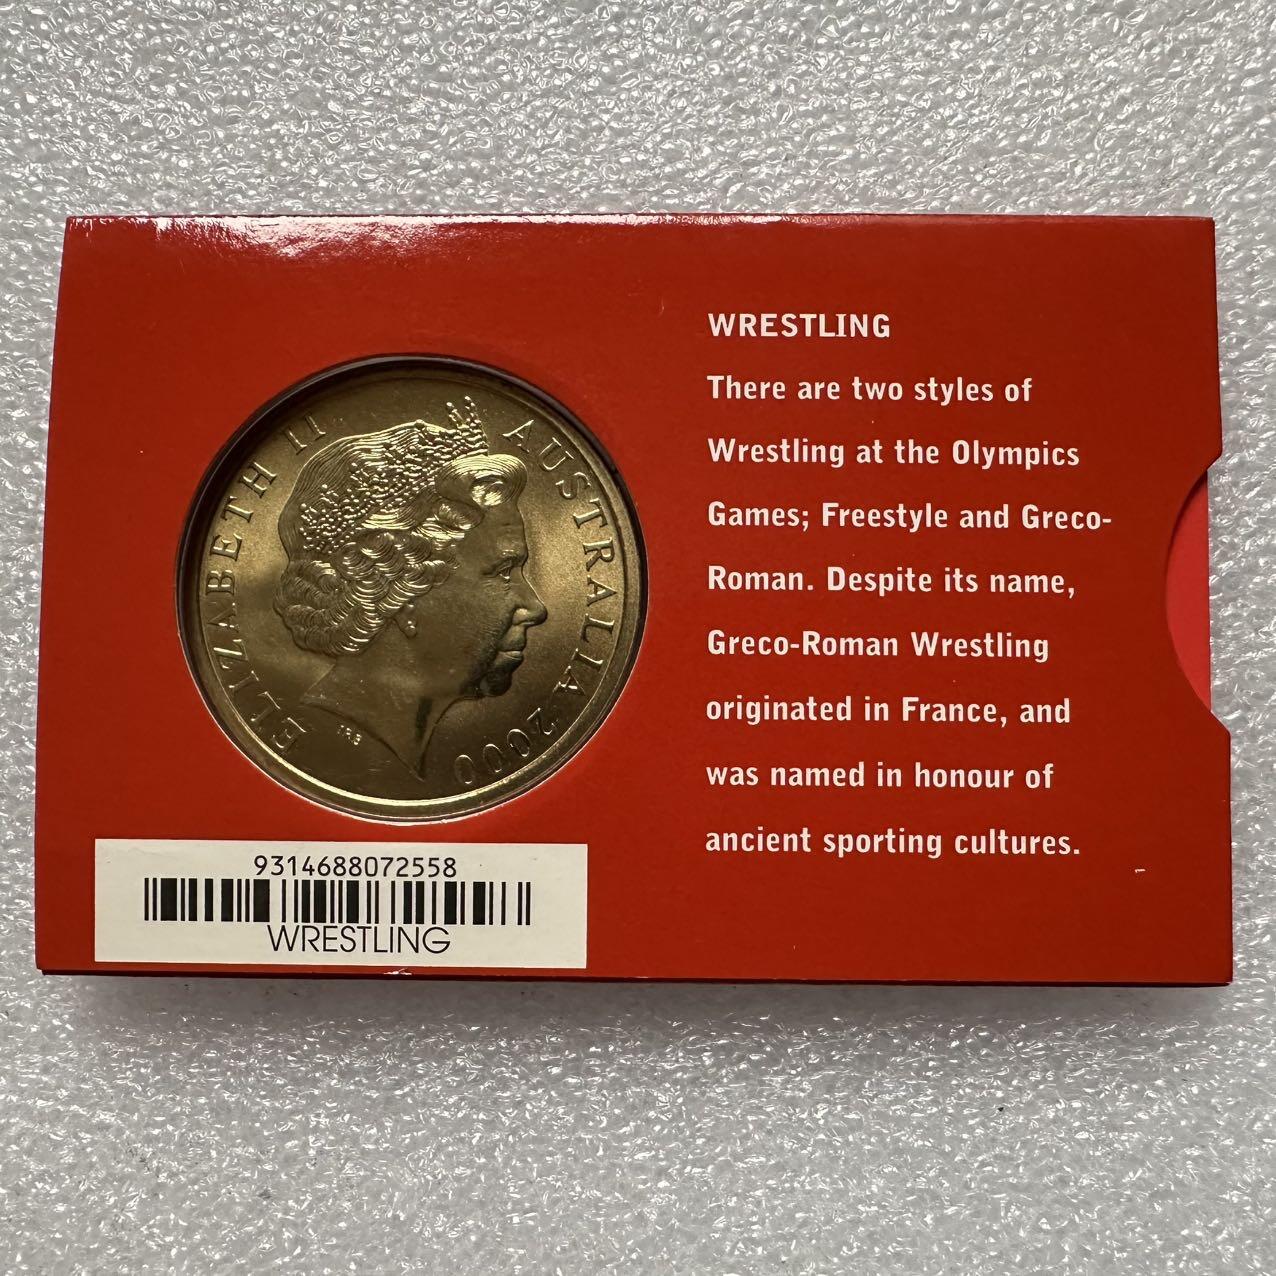 ELIZABETH II AUSTRALIA 2000
IRB
9314688072558
WRESTLING
WRESTLING
There are two styles of
Wrestling at the Olympics
Games; Freestyle and Greco-
Roman. Despite its name,
Greco-Roman Wrestling
originated in France, and
was named in honour of
ancient sporting cultures.